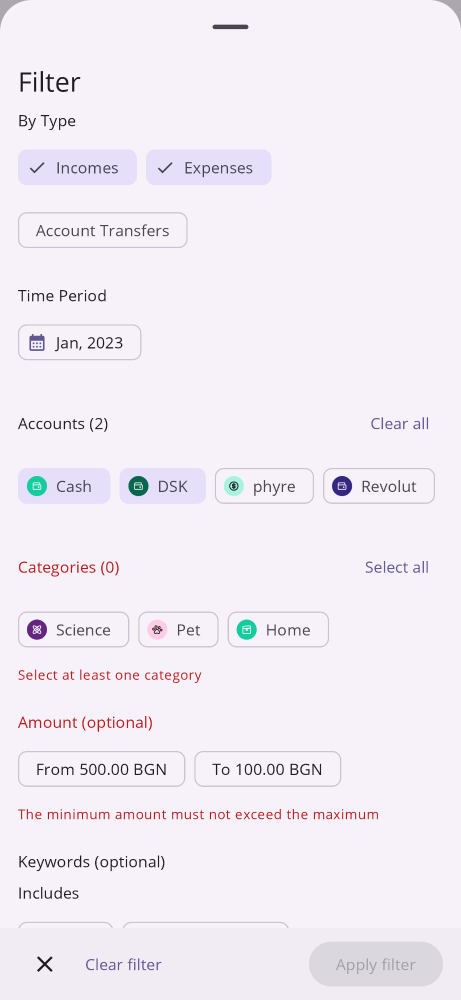 Filter
By Type
Incomes Expenses
Account Transfers
Time Period
Jan, 2023
Accounts (2) Clear all
Cash DSK phyre Revolut
Categories (0) Select all
Science Pet Home
Select at least one category
Amount (optional)
From 500.00 BGN To 100.00 BGN
The minimum amount must not exceed the maximum
Keywords (optional)
Includes
Clear filter Apply filter